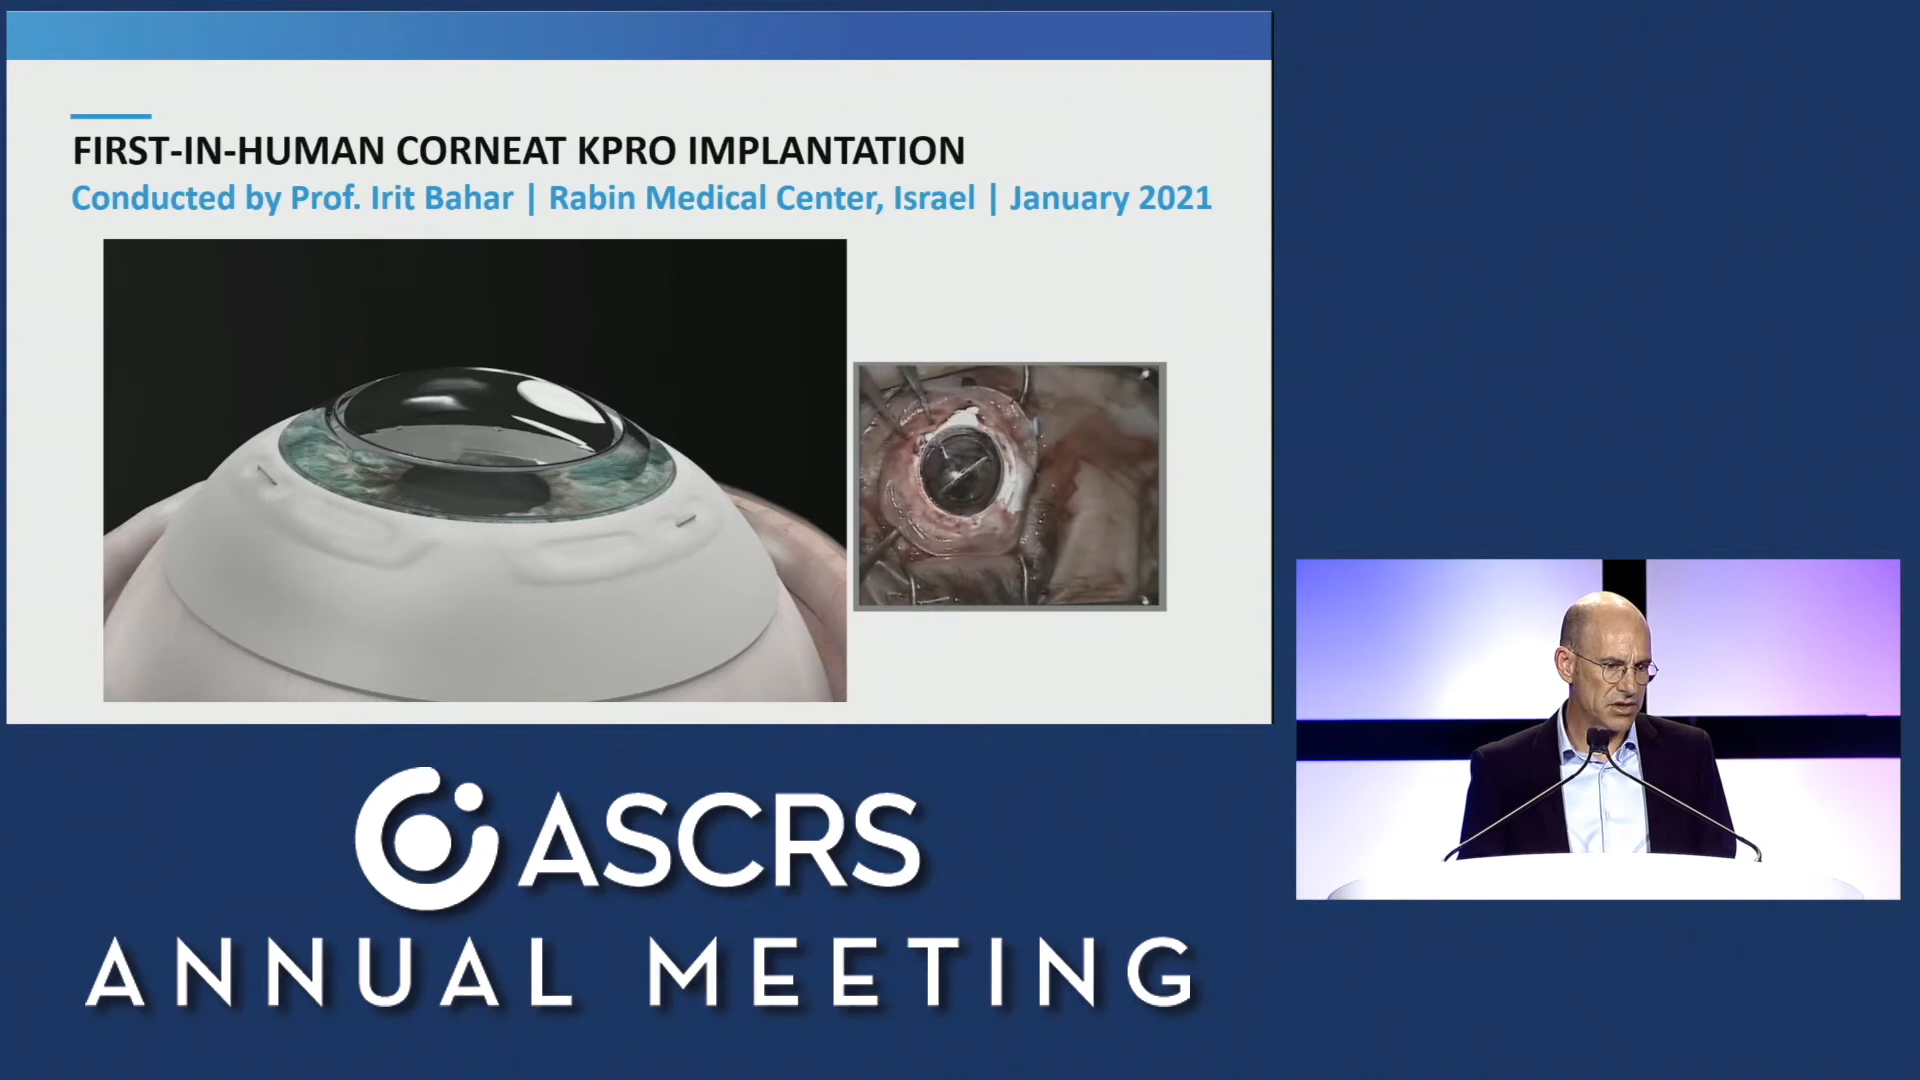 FIRST-IN-HUMAN CORNEAT KPRO IMPLANTATION
Conducted by Prof. Irit Bahar | Rabin Medical Center, Israel | January 2021
ASCRS
ANNUAL MEETING